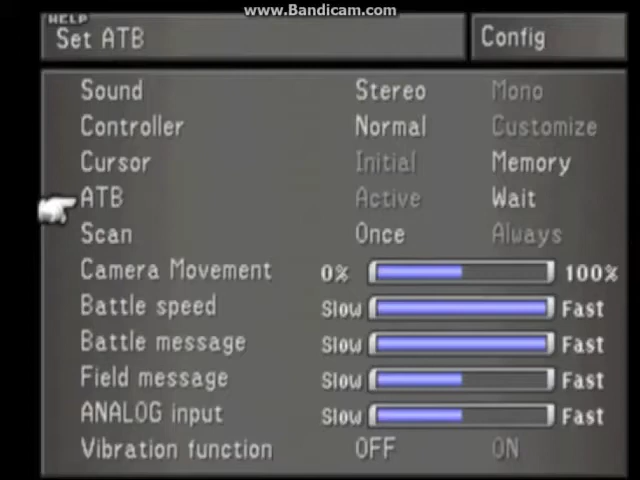 www.Bandicam.com
HELP
Set ATB
Config
Sound Stereo Mono
Controller Normal Customize
Cursor Initial Memory
ATB Active Wait
Scan Once Always
Camera Movement 0% 100%
Battle speed Slow Fast
Battle message Slow Fast
Field message Slow Fast
ANALOG input Slow Fast
Vibration function OFF ON